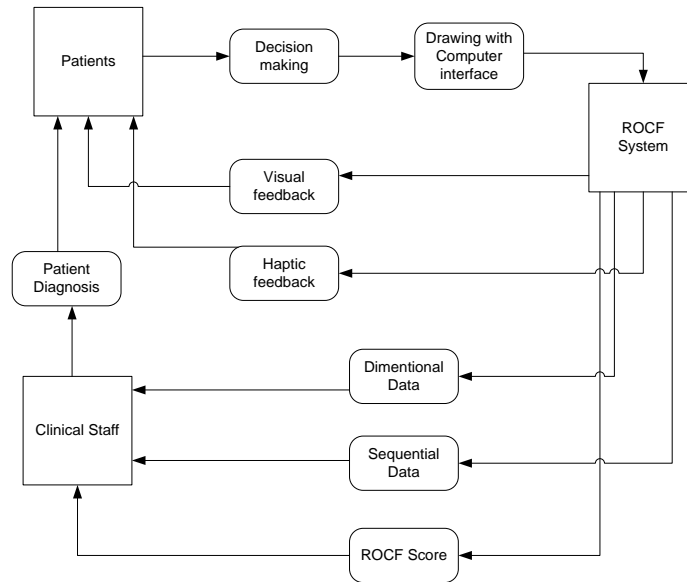 Patients
Decision
making
Drawing with
Computer
interface
ROCF
System
Visual
feedback
Haptic
feedback
Patient
Diagnosis
Dimentional
Data
Clinical Staff
Sequential
Data
ROCF Score